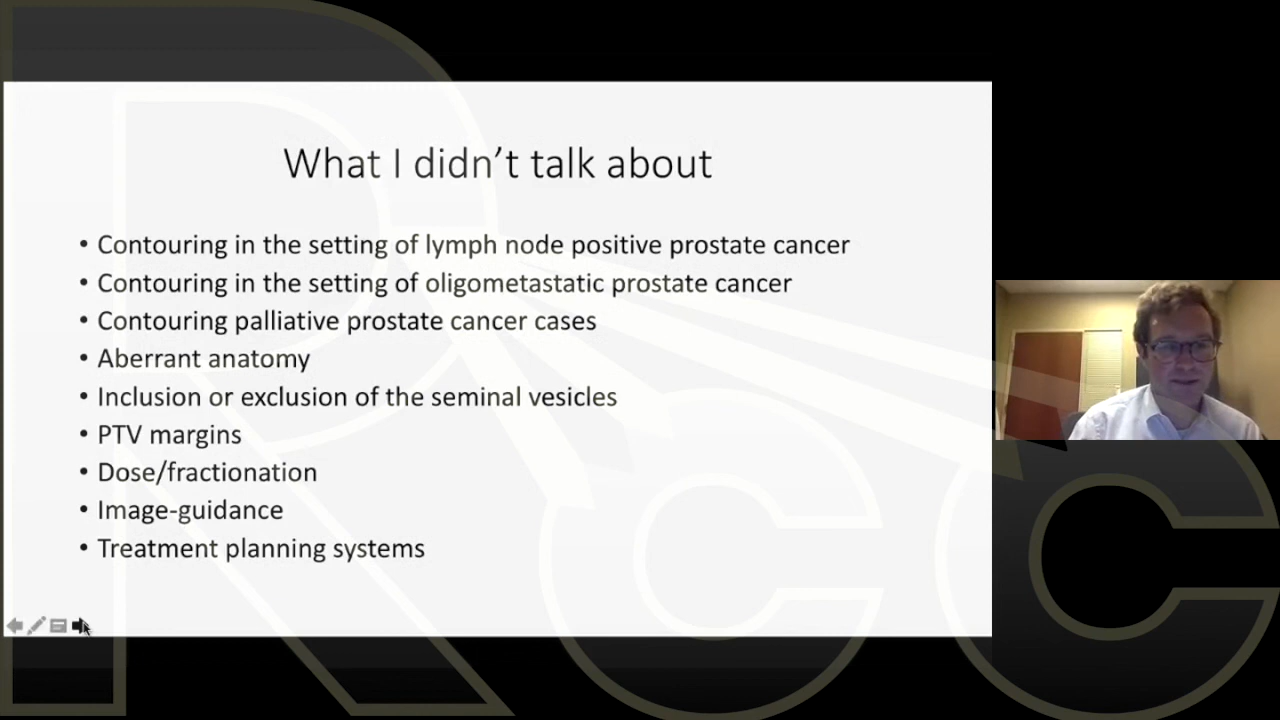 What I didn’t talk about
• Contouring in the setting of lymph node positive prostate cancer
• Contouring in the setting of oligometastatic prostate cancer
• Contouring palliative prostate cancer cases
• Aberrant anatomy
• Inclusion or exclusion of the seminal vesicles
• PTV margins
• Dose/fractionation
• Image-guidance
• Treatment planning systems
Rcc